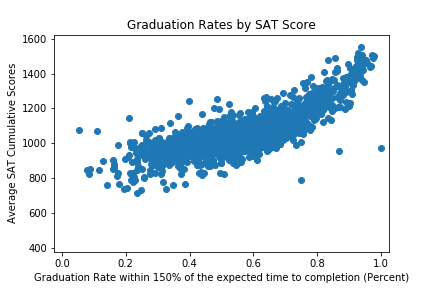 Graduation Rates by SAT Score
Average SAT Cumulative Scores
1600
1400
1200
1000
800
600
400
0.0 0.2 0.4 0.6 0.8 1.0
Graduation Rate within 150% of the expected time to completion (Percent)